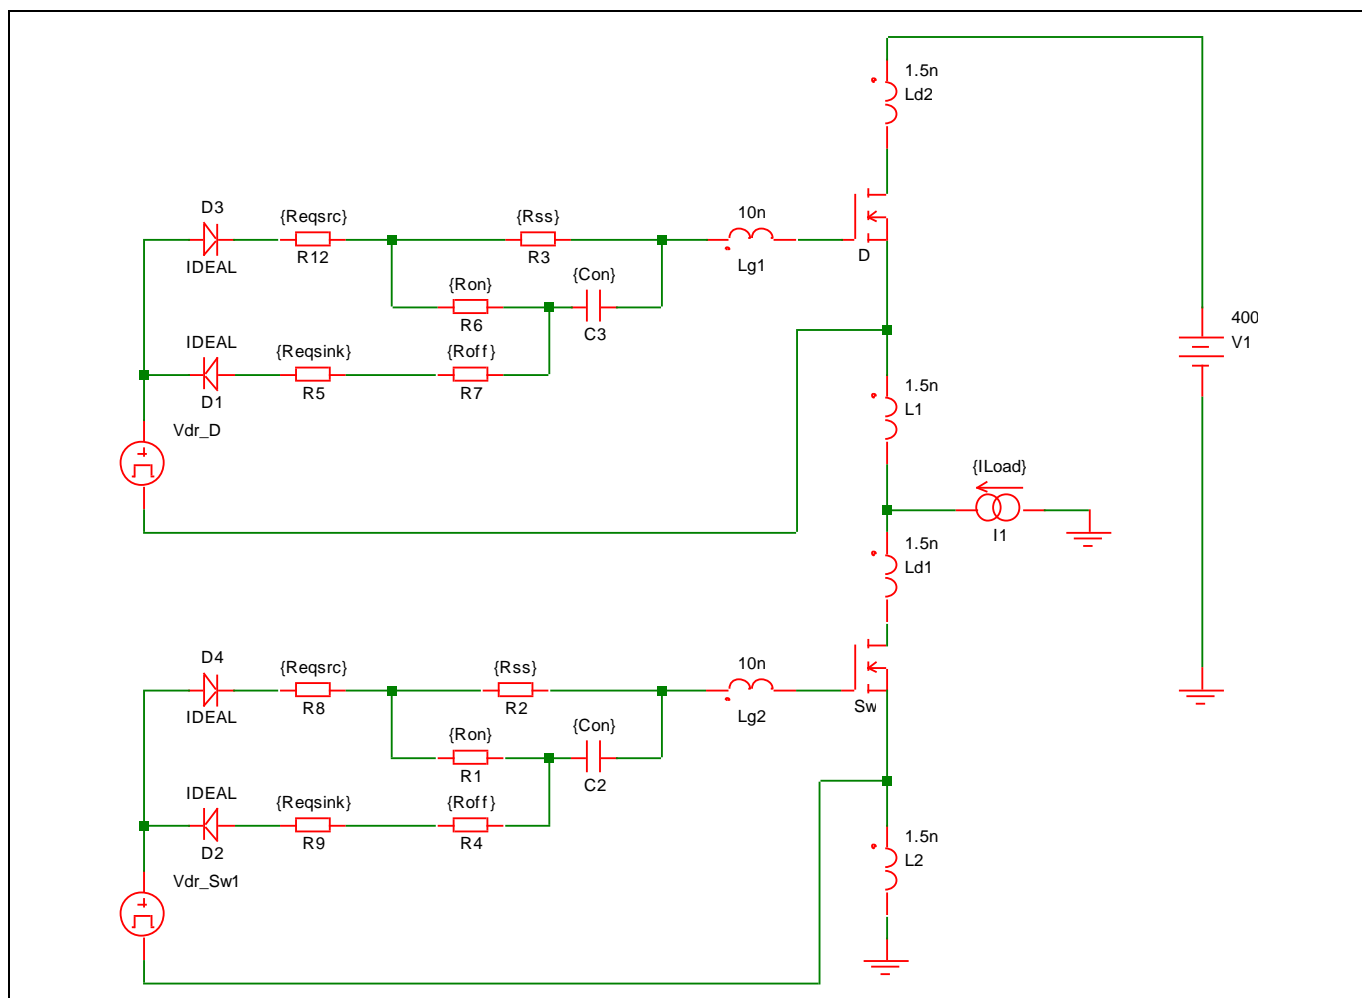 1.5n
Ld2
D3
{Reqsrc}
{Rss}
10n
IDEAL
R12
R3
Lg1
D
{Ron}
{Con}
R6
C3
IDEAL
{Reqsink}
{Roff}
D1
R5
R7
Vdr_D
400
V1
1.5n
L1
{ILoad}
I1
1.5n
Ld1
D4
{Reqsrc}
{Rss}
10n
IDEAL
R8
R2
Lg2
Sw
{Ron}
{Con}
R1
C2
IDEAL
{Reqsink}
{Roff}
D2
R9
R4
Vdr_Sw1
1.5n
L2